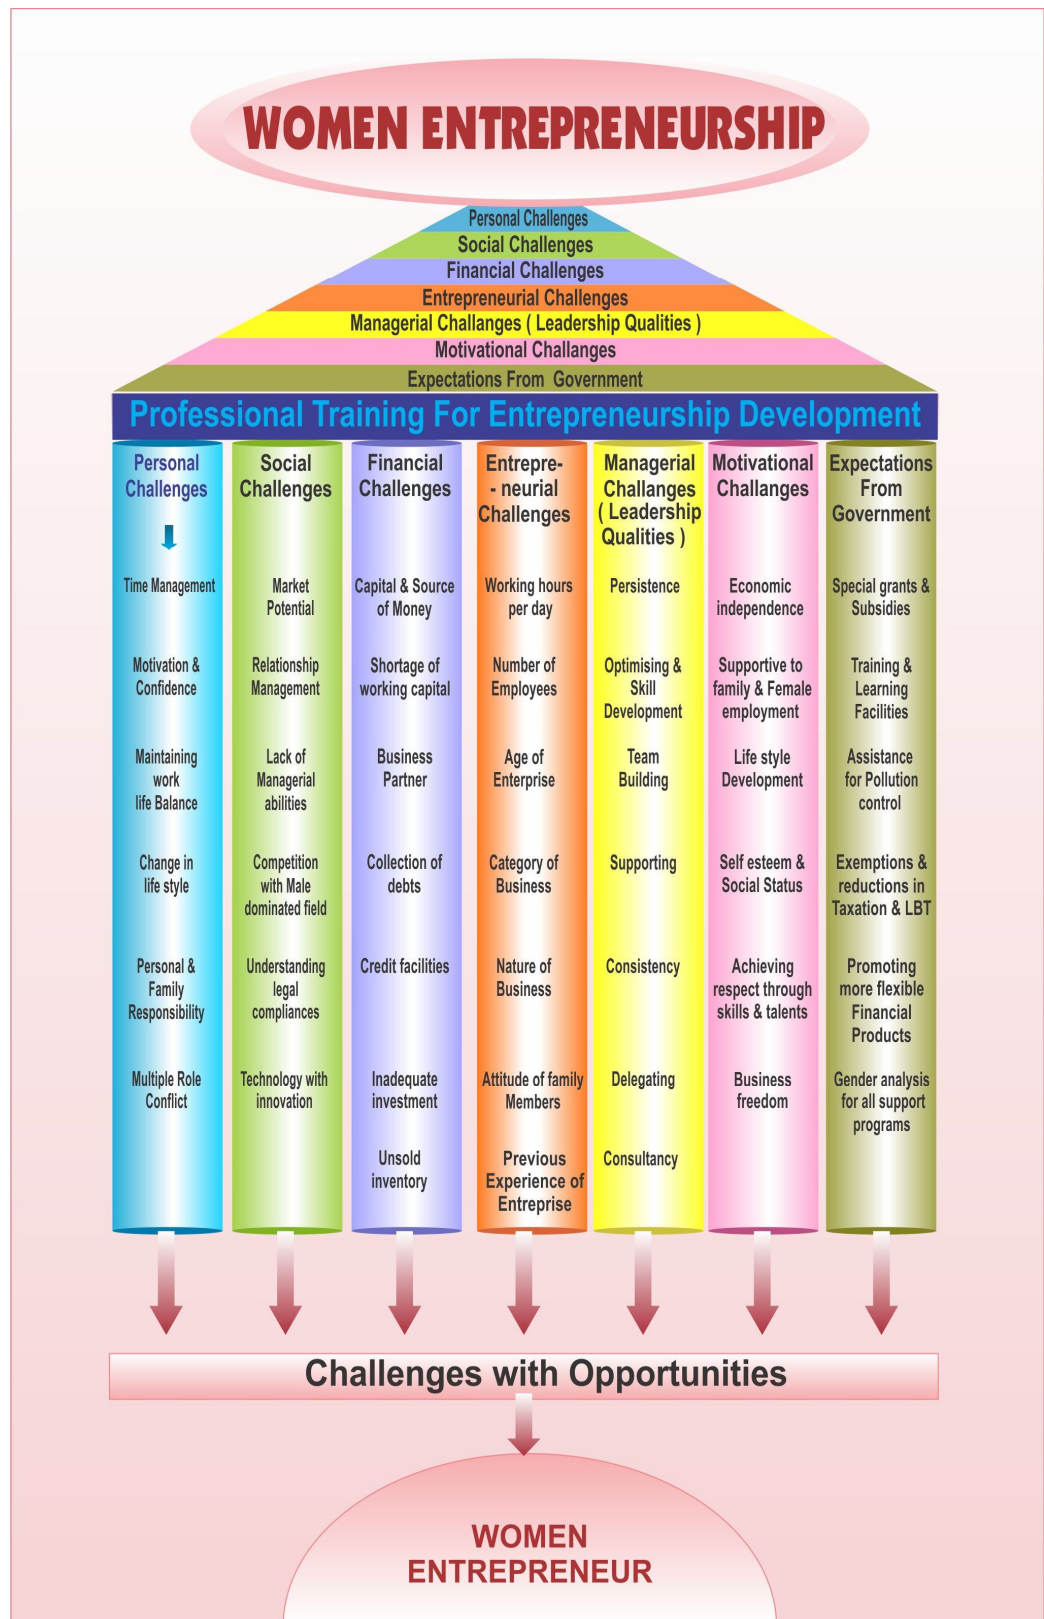 WOMEN ENTREPRENEURSHIP
Personal Challenges
Social Challenges
Financial Challenges
Entrepreneurial Challenges
Managerial Challanges ( Leadership Qualities )
Motivational Challanges
Expectations From Government
Professional Training For Entrepreneurship Development
Personal
Challenges
Time Management
Motivation &
Confidence
Maintaining
work
life Balance
Change in
life style
Personal &
Family
Responsibility
Multiple Role
Conflict
Social
Challenges
Market
Potential
Relationship
Management
Lack of
Managerial
abilities
Competition
with Male
dominated field
Understanding
legal
compliances
Technology with
innovation
Financial
Challenges
Capital & Source
of Money
Shortage of
working capital
Business
Partner
Collection of
debts
Credit facilities
Inadequate
investment
Unsold
inventory
Entrepre-
- neurial
Challenges
Working hours
per day
Number of
Employees
Age of
Enterprise
Category of
Business
Nature of
Business
Attitude of family
Members
Previous
Experience of
Entreprise
Managerial
Challanges
( Leadership
Qualities )
Persistence
Optimising &
Skill
Development
Team
Building
Supporting
Consistency
Delegating
Consultancy
Motivational
Challanges
Economic
independence
Supportive to
family & Female
employment
Life style
Development
Self esteem &
Social Status
Achieving
respect through
skills & talents
Business
freedom
Expectations
From
Government
Special grants &
Subsidies
Training &
Learning
Facilities
Assistance
for Pollution
control
Exemptions &
reductions in
Taxation & LBT
Promoting
more flexible
Financial
Products
Gender analysis
for all support
programs
Challenges with Opportunities
WOMEN
ENTREPRENEUR